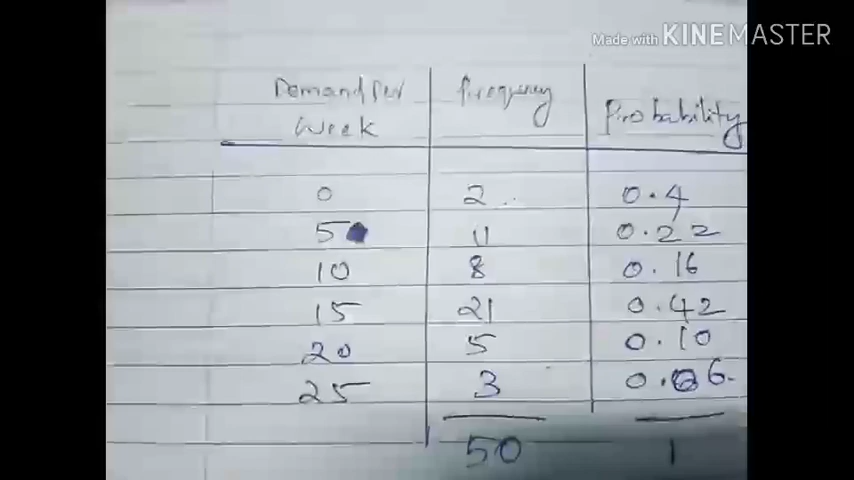 Made with KINEMASTER
Demand Per Week | Frequency | Probability
0 | 2 | 0.4
5 | 11 | 0.22
10 | 8 | 0.16
15 | 21 | 0.42
20 | 5 | 0.10
25 | 3 | 0.06
50 | 1